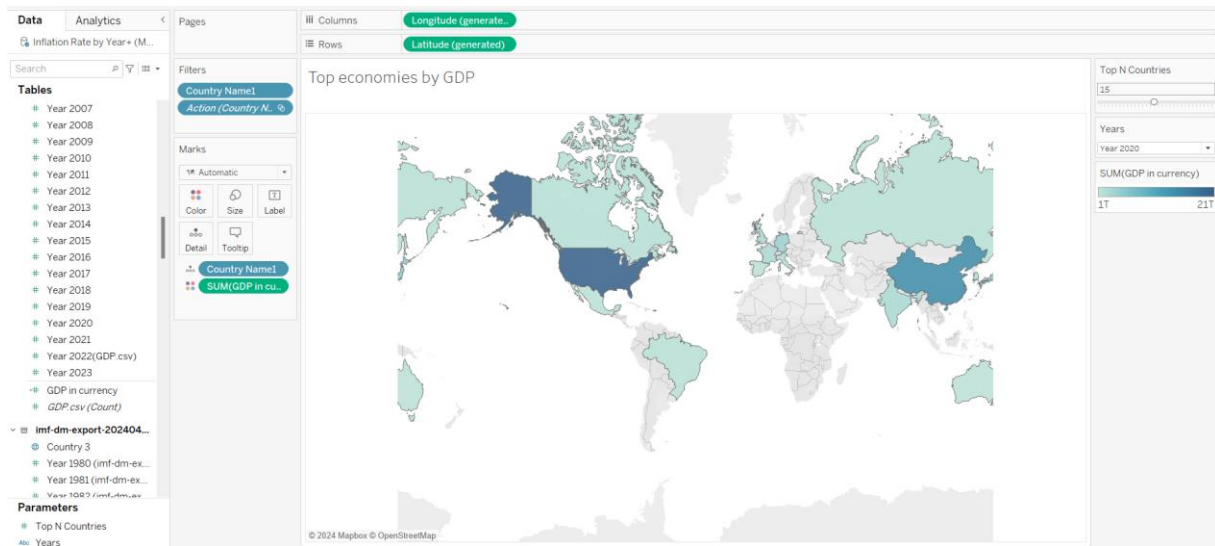 Data
Analytics
Inflation Rate by Year+ (M...
Search
Tables
Year 2007
Year 2008
Year 2009
Year 2010
Year 2011
Year 2012
Year 2013
Year 2014
Year 2015
Year 2016
Year 2017
Year 2018
Year 2019
Year 2020
Year 2021
Year 2022(GDP.csv)
Year 2023
GDP in currency
GDP.csv (Count)
imf-dm-export-202404...
Country 3
Year 1980 (imf-dm-ex...
Year 1981 (imf-dm-ex...
Year 1982 (imf-dm-ex
Parameters
Top N Countries
Abc Years
Pages
Filters
Country Name1
Action (Country N..
Marks
Automatic
Color
Size
Label
Detail
Tooltip
Country Name1
SUM(GDP in cu..
Columns
Longitude (generate..
Rows
Latitude (generated)
Top economies by GDP
© 2024 Mapbox © OpenStreetMap
Top N Countries
15
Years
Year 2020
SUM(GDP in currency)
1T
21T